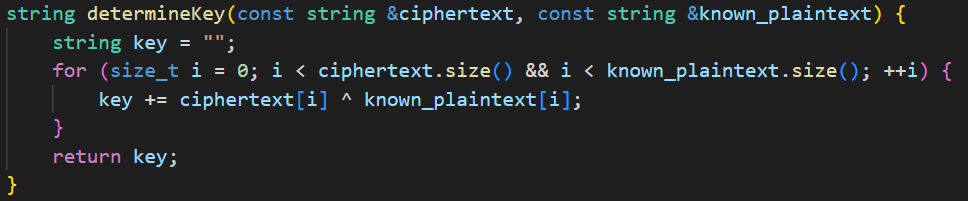 string determineKey(const string &ciphertext, const string &known_plaintext) {
    string key = "";
    for (size_t i = 0; i < ciphertext.size() && i < known_plaintext.size(); ++i) {
        key += ciphertext[i] ^ known_plaintext[i];
    }
    return key;
}